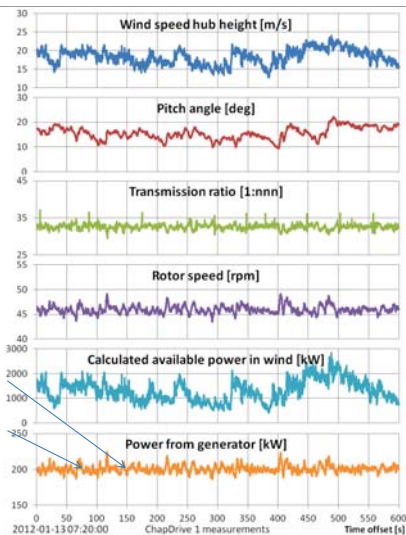 Wind speed hub height [m/s]
30
25
20
15
10
Pitch angle [deg]
30
20
10
0
Transmission ratio [1:nnn]
45
35
25
Rotor speed [rpm]
55
50
45
40
Calculated available power in wind [kW]
3000
2000
1000
0
Power from generator [kW]
250
200
150
0 50 100 150 200 250 300 350 400 450 500 550 600
2012-01-13 07:20:00 ChapDrive 1 measurements Time offset [s]